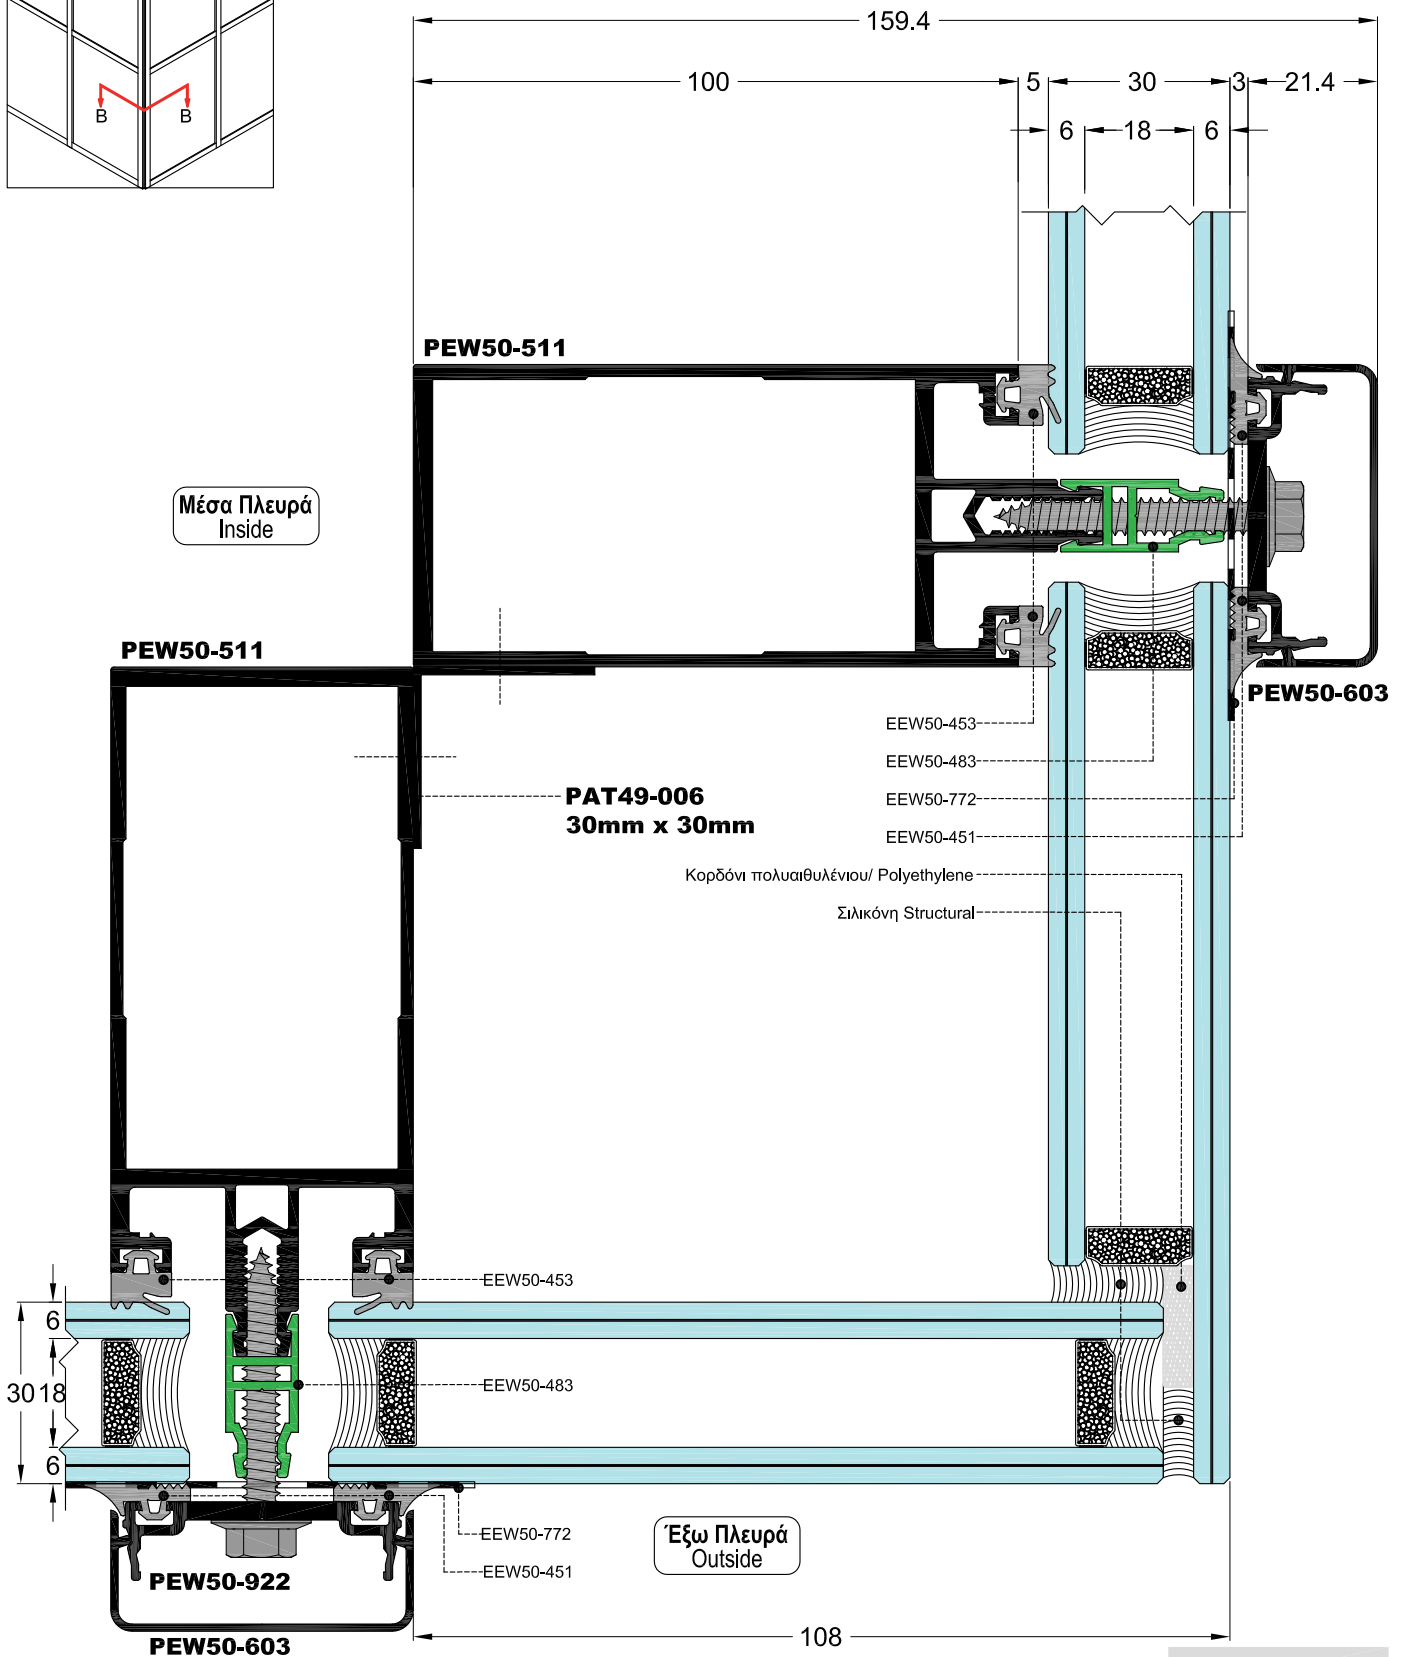 159.4
100
5
30
3
21.4
6
18
6
B
B
PEW50-511
Μέσα Πλευρά
Inside
PEW50-511
PEW50-603
EEW50-453
EEW50-483
EEW50-772
EEW50-451
PAT49-006
30mm x 30mm
Κορδόνι πολυαιθυλένιου/ Polyethylene
Σιλικόνη Structural
EEW50-453
6
30
18
EEW50-483
6
EEW50-772
EEW50-451
Έξω Πλευρά
Outside
PEW50-922
PEW50-603
108